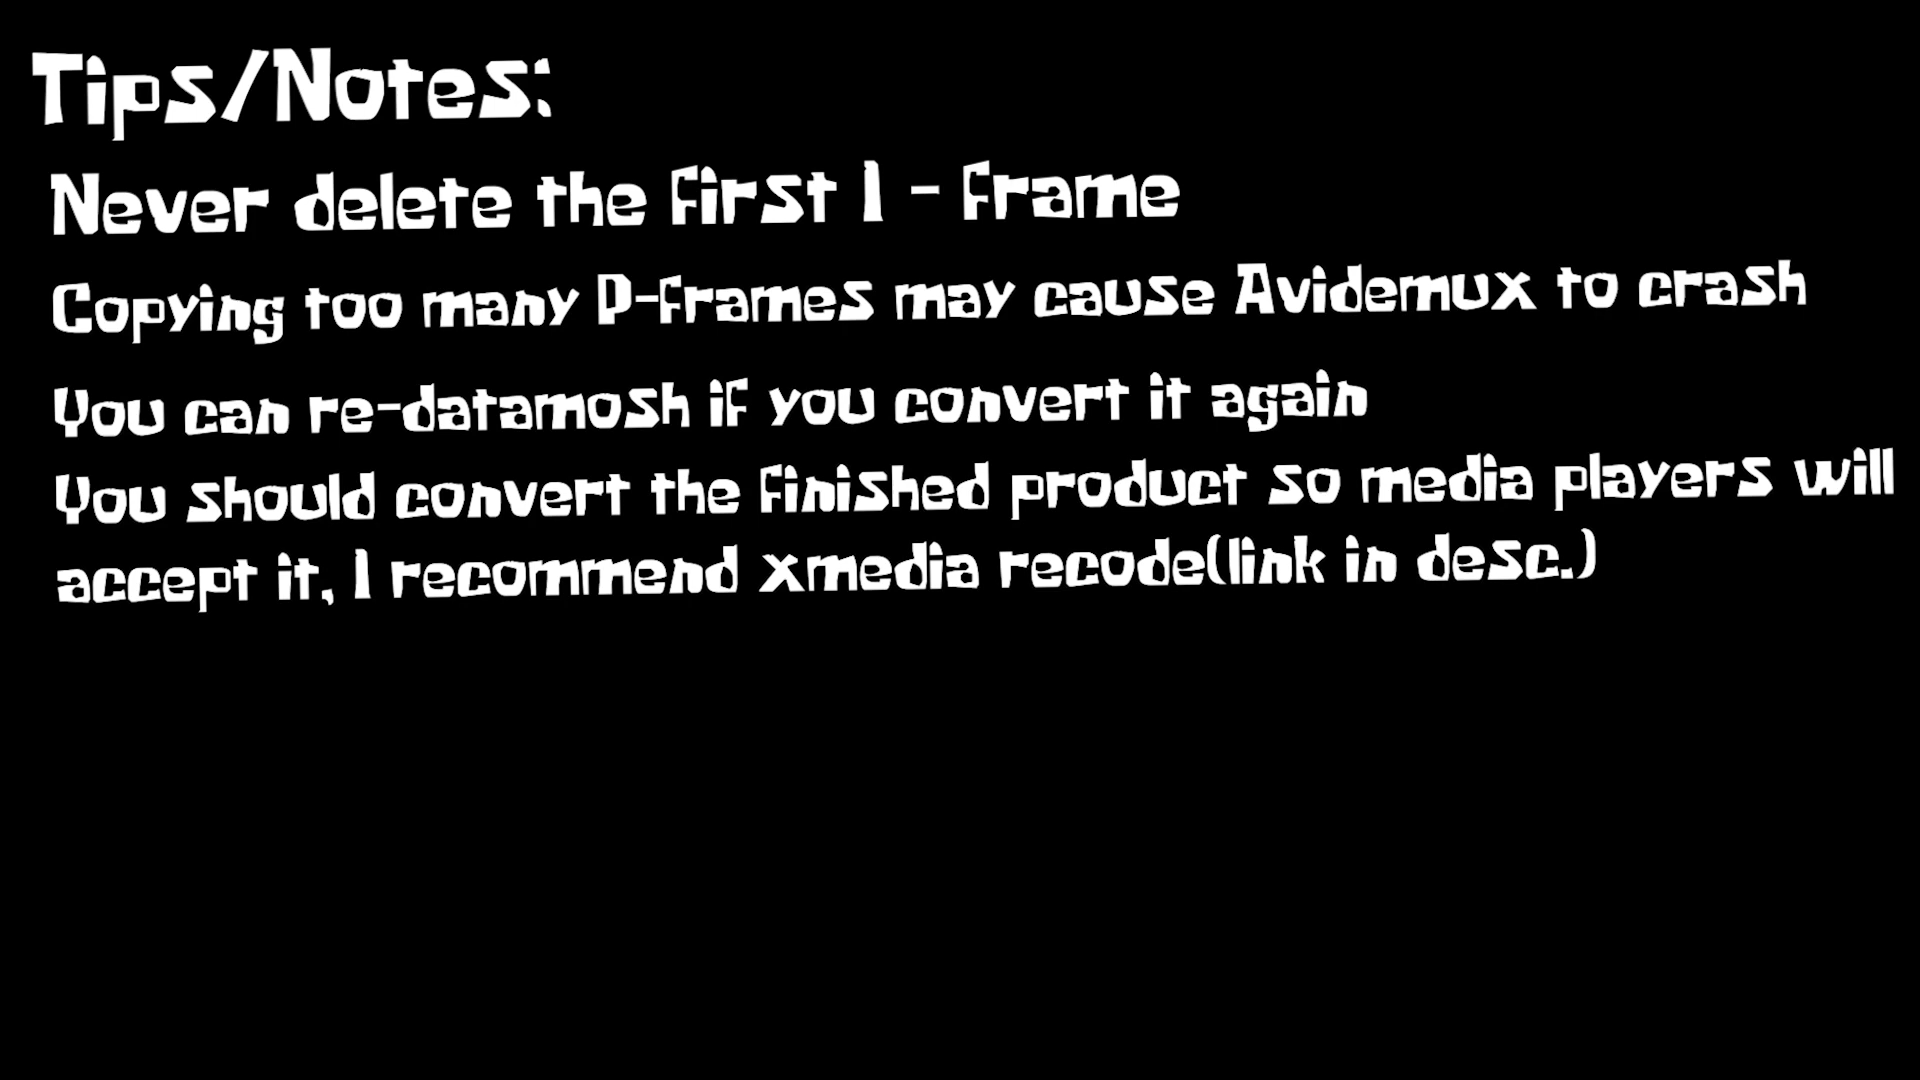 Tips/Notes:
Never delete the first I - frame
Copying too many P-frames may cause Avidemux to crash
You can re-datamosh if you convert it again
You should convert the finished product so media players will
accept it, I recommend xmedia recode(link in desc.)